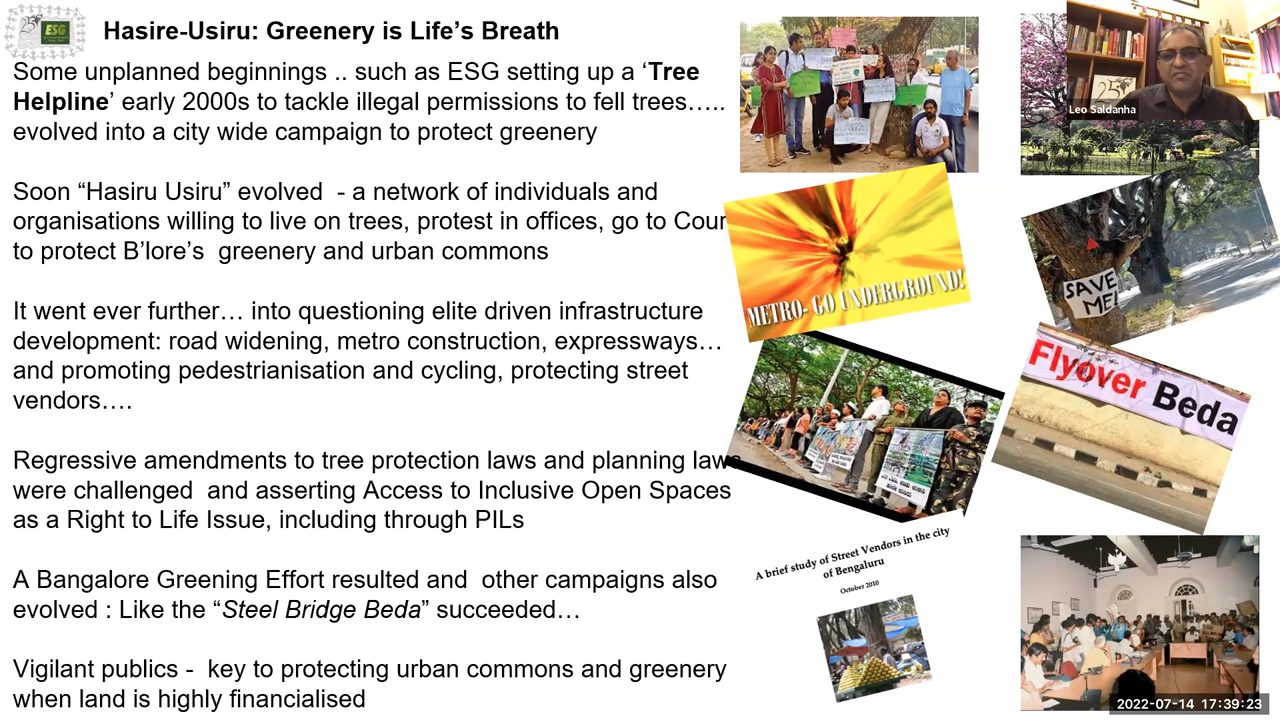 25
ESG
Hasire-Usiru: Greenery is Life’s Breath
Some unplanned beginnings .. such as ESG setting up a ‘Tree
Helpline’ early 2000s to tackle illegal permissions to fell trees…..
evolved into a city wide campaign to protect greenery
Soon “Hasiru Usiru” evolved - a network of individuals and
organisations willing to live on trees, protest in offices, go to Cour
to protect B’lore’s greenery and urban commons
It went ever further… into questioning elite driven infrastructure
development: road widening, metro construction, expressways…
and promoting pedestrianisation and cycling, protecting street
vendors….
Regressive amendments to tree protection laws and planning laws
were challenged and asserting Access to Inclusive Open Spaces
as a Right to Life Issue, including through PILs
A Bangalore Greening Effort resulted and other campaigns also
evolved : Like the “Steel Bridge Beda” succeeded…
Vigilant publics - key to protecting urban commons and greenery
when land is highly financialised
METRO- GO UNDERGROUND!
A brief study of Street Vendors in the city
of Bengaluru
October 2010
25
Leo Saldanha
SAVE
ME!
Flyover Beda
2022-07-14 17:39:23